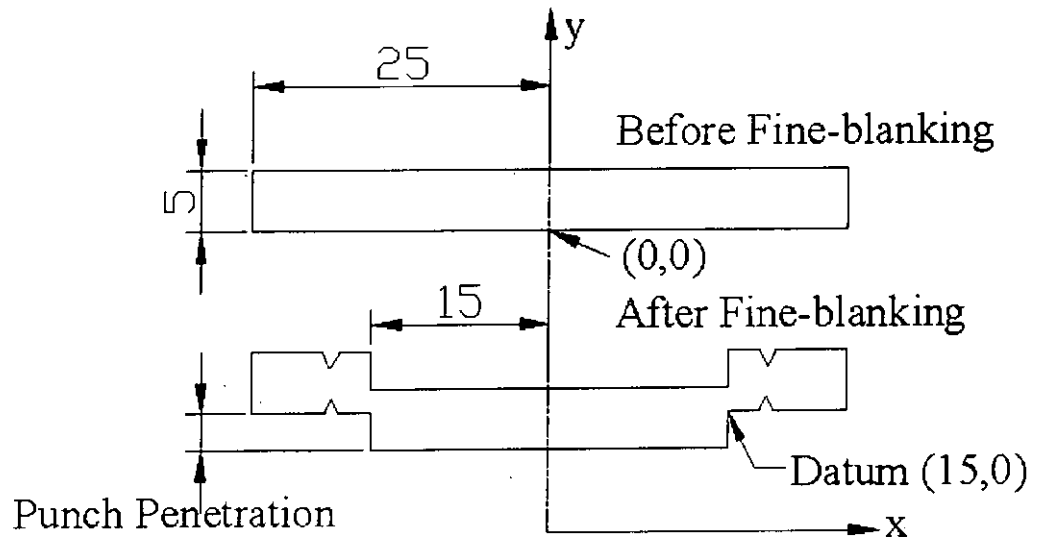 y
25
Before Fine-blanking
5
(0,0)
15
After Fine-blanking
Datum (15,0)
Punch Penetration
x